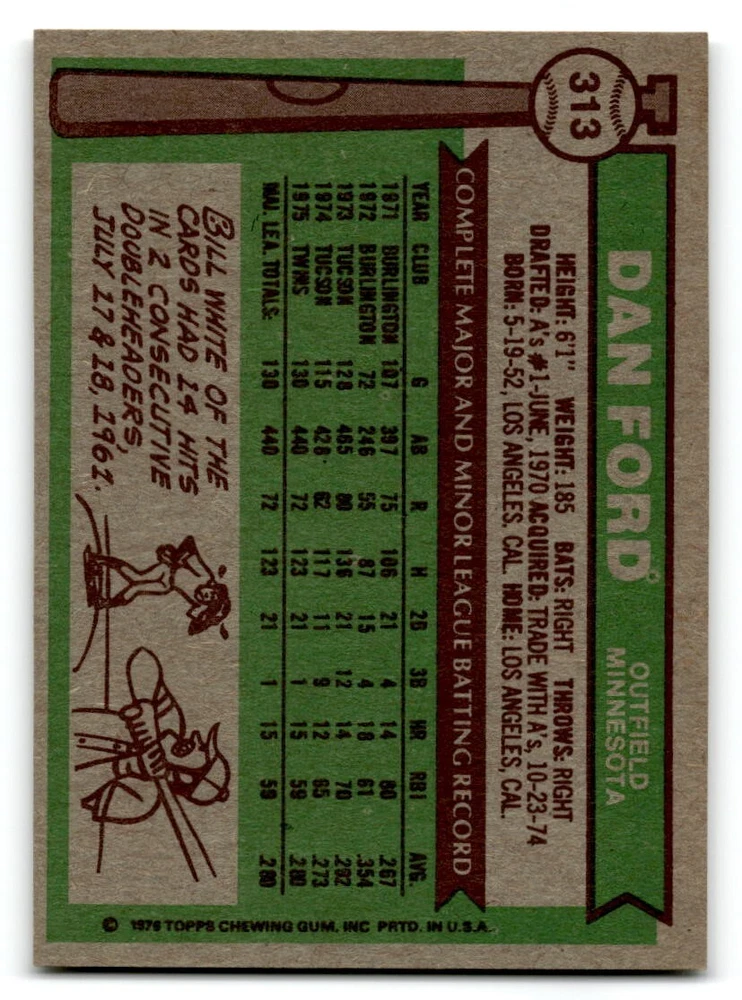 313
DAN FORD
OUTFIELD
MINNESOTA
HEIGHT: 6'1" WEIGHT: 185 BATS: RIGHT THROWS: RIGHT
DRAFTED: A's #1-JUNE, 1970 ACQUIRED: TRADE WITH A's, 10-23-74
BORN: 5-19-52, LOS ANGELES, CAL. HOME: LOS ANGELES, CAL.
COMPLETE MAJOR AND MINOR LEAGUE BATTING RECORD
YEAR CLUB G AB R H 2B 3B HR RBI AVG.
1971 BURLINGTON 107 397 75 106 21 4 14 80 .267
1972 BURLINGTON 72 246 55 87 15 4 18 61 .354
1973 TUCSON 128 465 80 136 21 12 14 70 .292
1974 TUCSON 115 428 62 117 11 9 12 65 .273
1975 TWINS 130 440 72 123 21 1 15 59 .280
MAJ. LEA. TOTALS: 130 440 72 123 21 1 15 59 .280
BILL WHITE OF THE
CARDS HAD 14 HITS
IN 2 CONSECUTIVE
DOUBLEHEADERS,
JULY 17 & 18, 1961.
© 1976 TOPPS CHEWING GUM, INC PRTD. IN U.S.A.